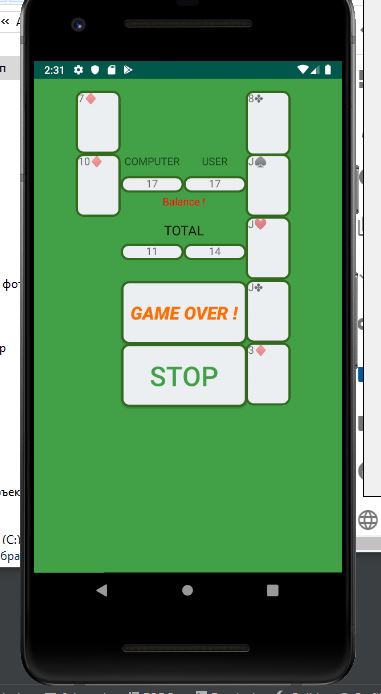 2:31
7♦
8♣
10♦
COMPUTER USER
J♠
17 17
Balance !
TOTAL
J♥
11 14
J♣
GAME OVER !
STOP
3♦
фот
р
ъек
(C:\
бра